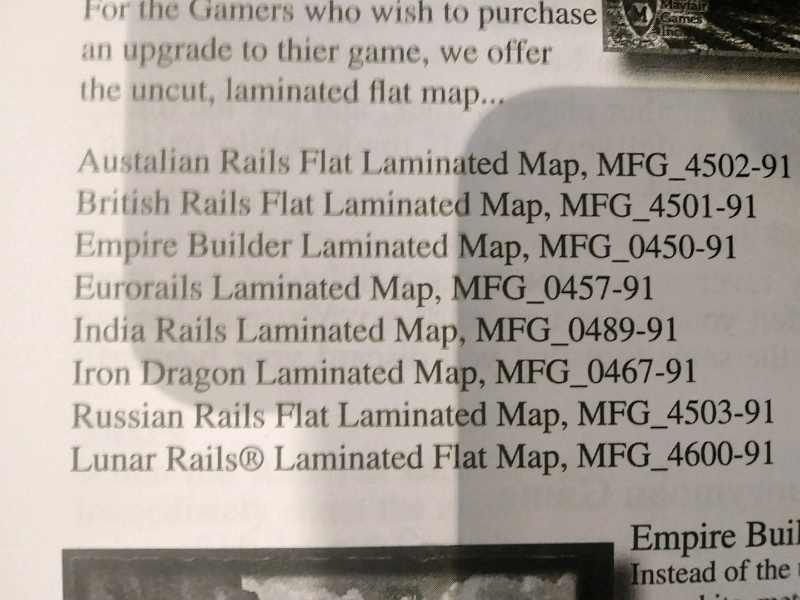 For the Gamers who wish to purchase
an upgrade to thier game, we offer
the uncut, laminated flat map...
Mayfair
Games
Inc.
Austalian Rails Flat Laminated Map, MFG_4502-91
British Rails Flat Laminated Map, MFG_4501-91
Empire Builder Laminated Map, MFG_0450-91
Eurorails Laminated Map, MFG_0457-91
India Rails Laminated Map, MFG_0489-91
Iron Dragon Laminated Map, MFG_0467-91
Russian Rails Flat Laminated Map, MFG_4503-91
Lunar Rails® Laminated Flat Map, MFG_4600-91
Empire Buil
Instead of the